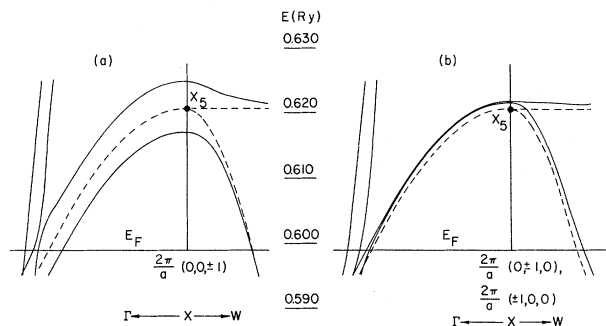 E(Ry)
0.630
(a)
(b)
X5
0.620
X5
0.610
0.600
EF
EF
2π/a (0,0,±1)
2π/a (0,±1,0),
0.590
2π/a (±1,0,0)
Γ ← X → W
Γ ← X → W